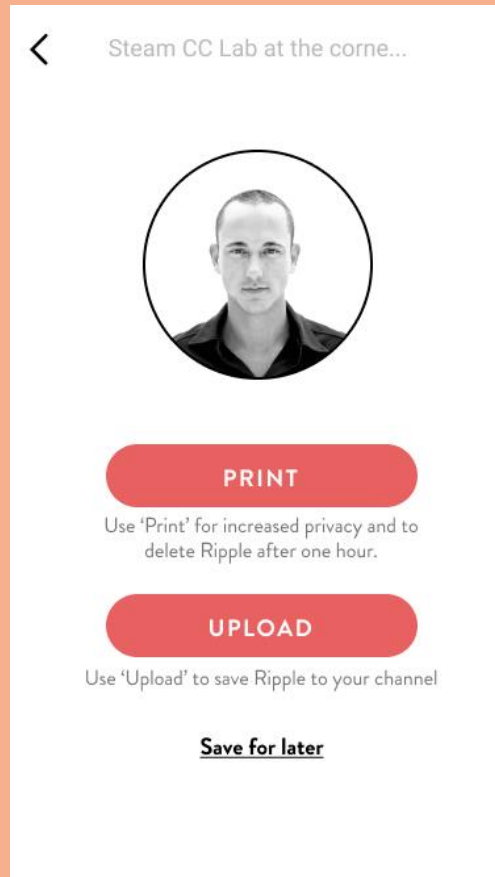 Steam CC Lab at the corne...
PRINT
Use ‘Print’ for increased privacy and to
delete Ripple after one hour.
UPLOAD
Use ‘Upload’ to save Ripple to your channel
Save for later